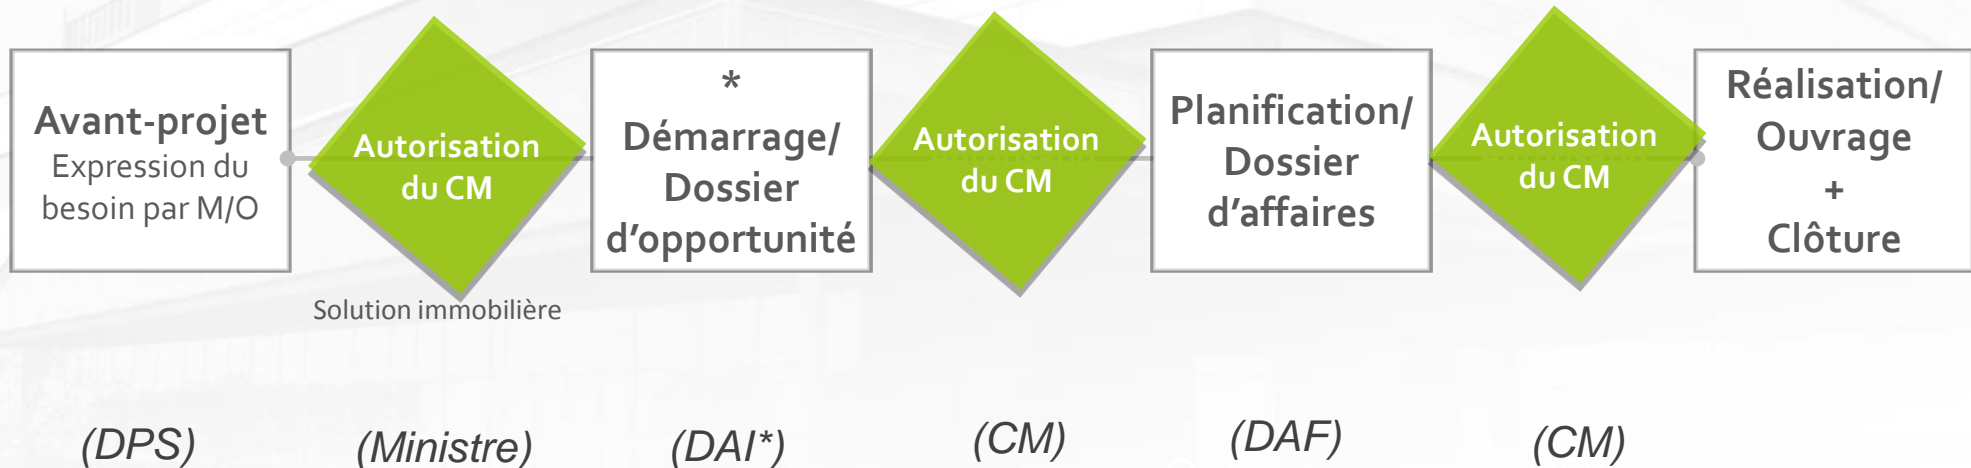 Avant-projet
Expression du
besoin par M/O
Autorisation
du CM
Solution immobilière
*
Démarrage/
Dossier
d'opportunité
Autorisation
du CM
Planification/
Dossier
d'affaires
Autorisation
du CM
Réalisation/
Ouvrage
+
Clôture
(DPS)
(Ministre)
(DAI*)
(CM)
(DAF)
(CM)